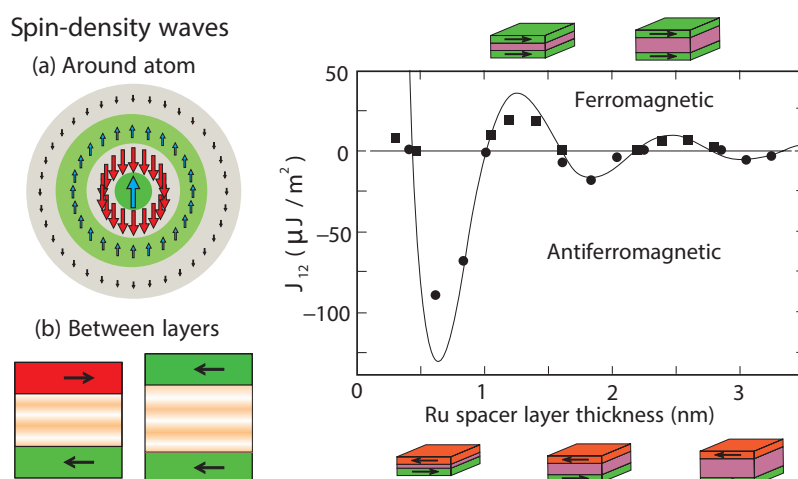 Spin-density waves
(a) Around atom
(b) Between layers
50
0
−50
−100
J12 ( μJ / m2)
Ferromagnetic
Antiferromagnetic
0
1
2
3
Ru spacer layer thickness (nm)